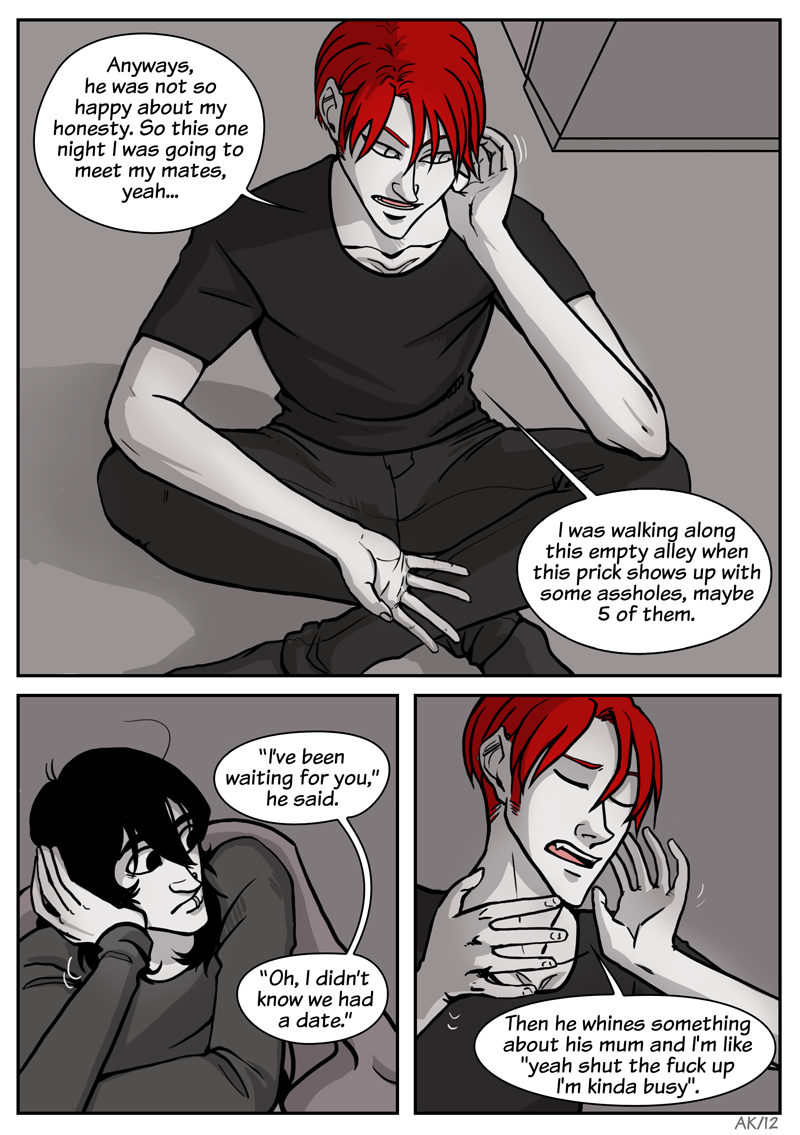 Anyways,
he was not so
happy about my
honesty. So this one
night I was going to
meet my mates,
yeah...
I was walking along
this empty alley when
this prick shows up with
some assholes, maybe
5 of them.
"I've been
waiting for you,"
he said.
"Oh, I didn't
know we had
a date."
Then he whines something
about his mum and I'm like
"yeah shut the fuck up
I'm kinda busy".
AK/12